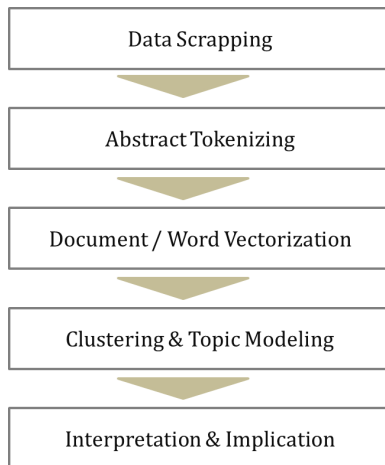 Data Scrapping
Abstract Tokenizing
Document / Word Vectorization
Clustering & Topic Modeling
Interpretation & Implication